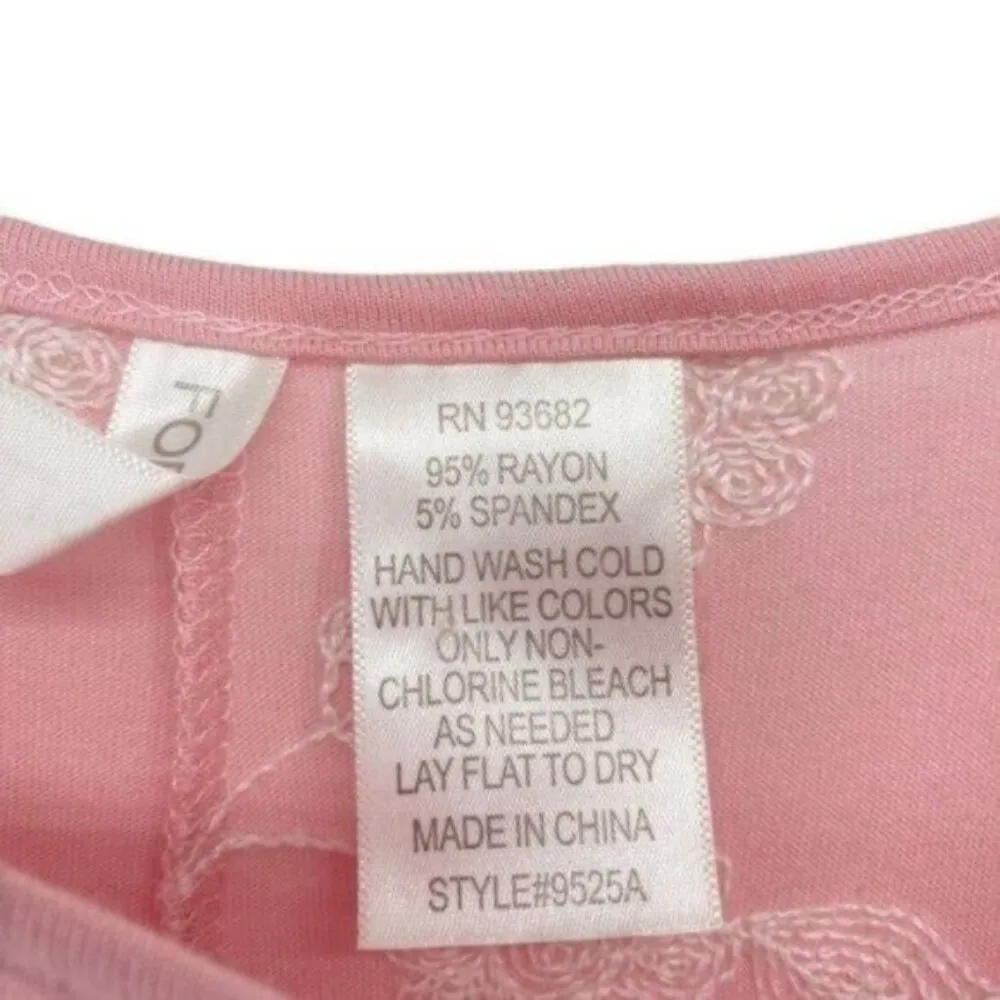 RN 93682
95% RAYON
5% SPANDEX
HAND WASH COLD
WITH LIKE COLORS
ONLY NON-
CHLORINE BLEACH
AS NEEDED
LAY FLAT TO DRY
MADE IN CHINA
STYLE#9525A